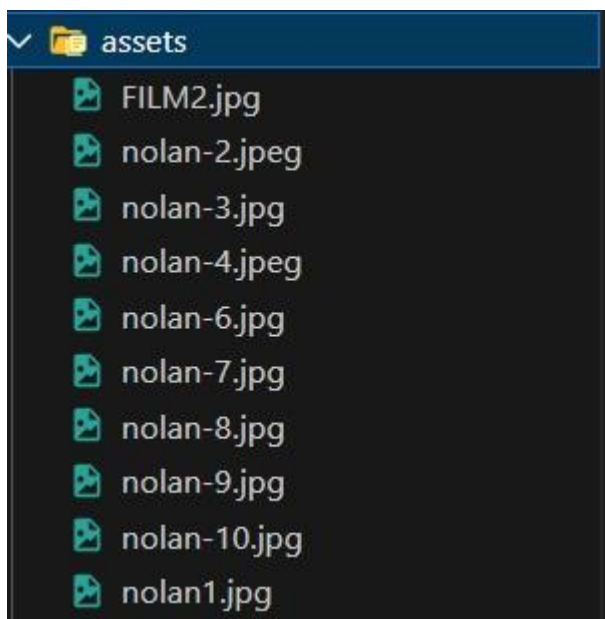 assets
FILM2.jpg
nolan-2.jpeg
nolan-3.jpg
nolan-4.jpeg
nolan-6.jpg
nolan-7.jpg
nolan-8.jpg
nolan-9.jpg
nolan-10.jpg
nolan1.jpg